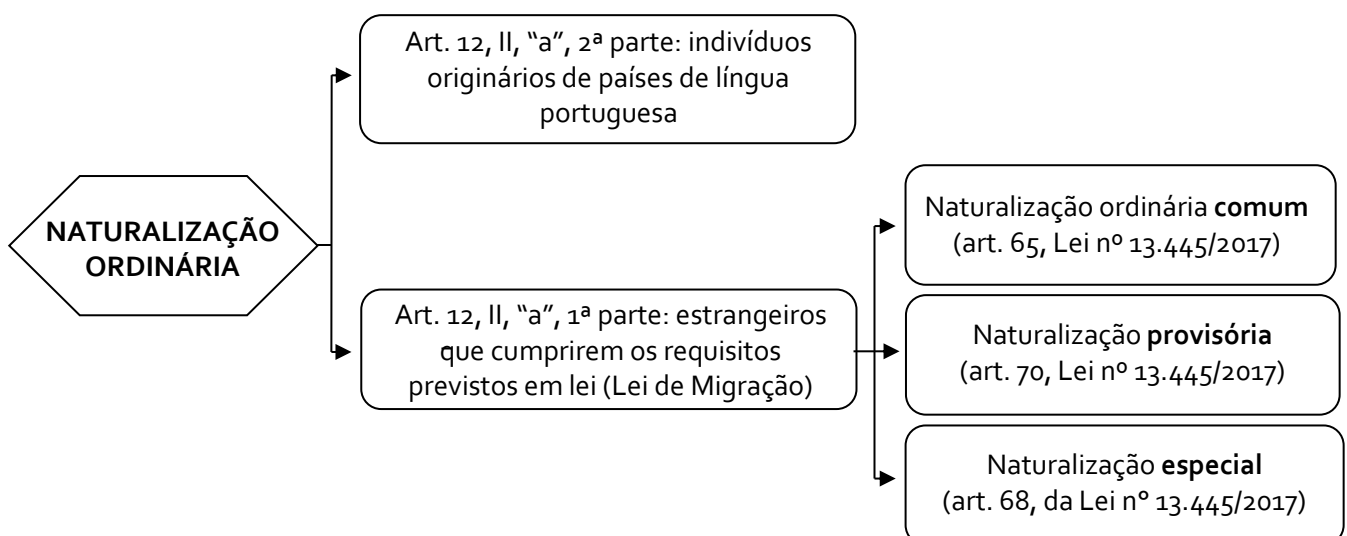 Art. 12, II, “a”, 2ª parte: indivíduos
originários de países de língua
portuguesa
NATURALIZAÇÃO
ORDINÁRIA
Art. 12, II, “a”, 1ª parte: estrangeiros
que cumprirem os requisitos
previstos em lei (Lei de Migração)
Naturalização ordinária comum
(art. 65, Lei nº 13.445/2017)
Naturalização provisória
(art. 70, Lei nº 13.445/2017)
Naturalização especial
(art. 68, da Lei n° 13.445/2017)